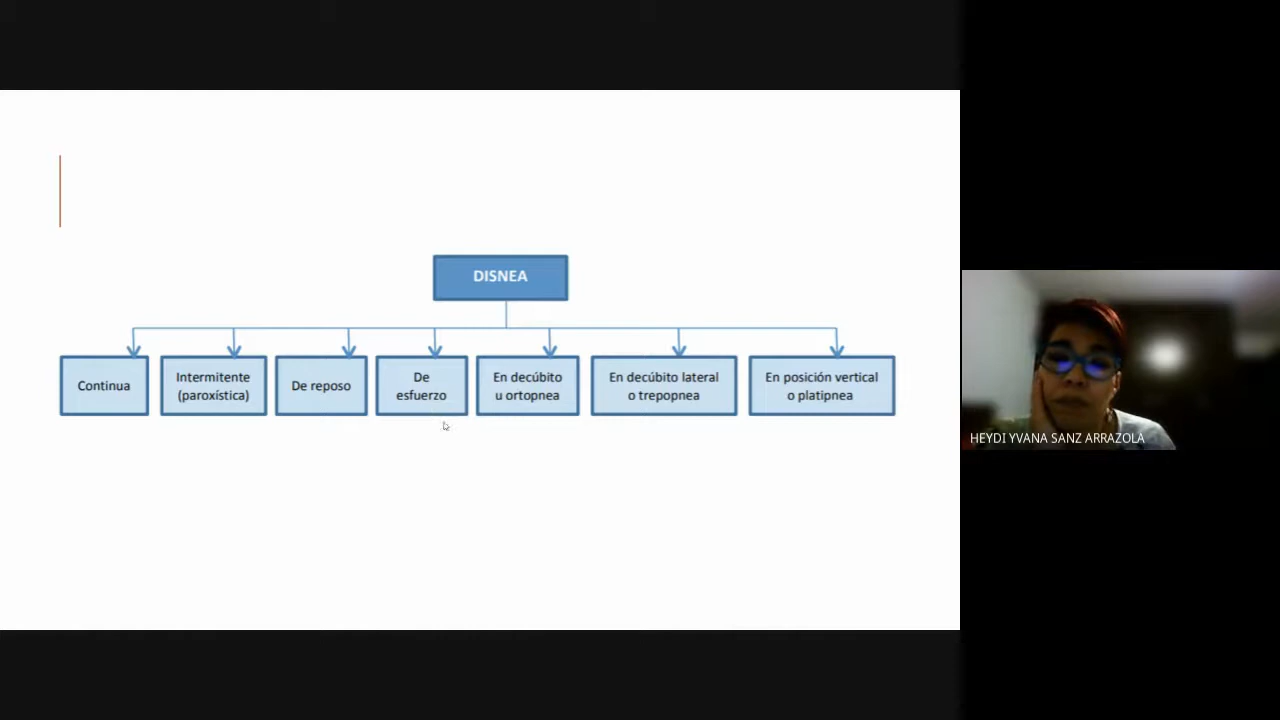 DISNEA
Continua
Intermitente
(paroxística)
De reposo
De
esfuerzo
En decúbito
u ortopnea
En decúbito lateral
o trepopnea
En posición vertical
o platipnea
HEYDI YVANA SANZ ARRAZOLA